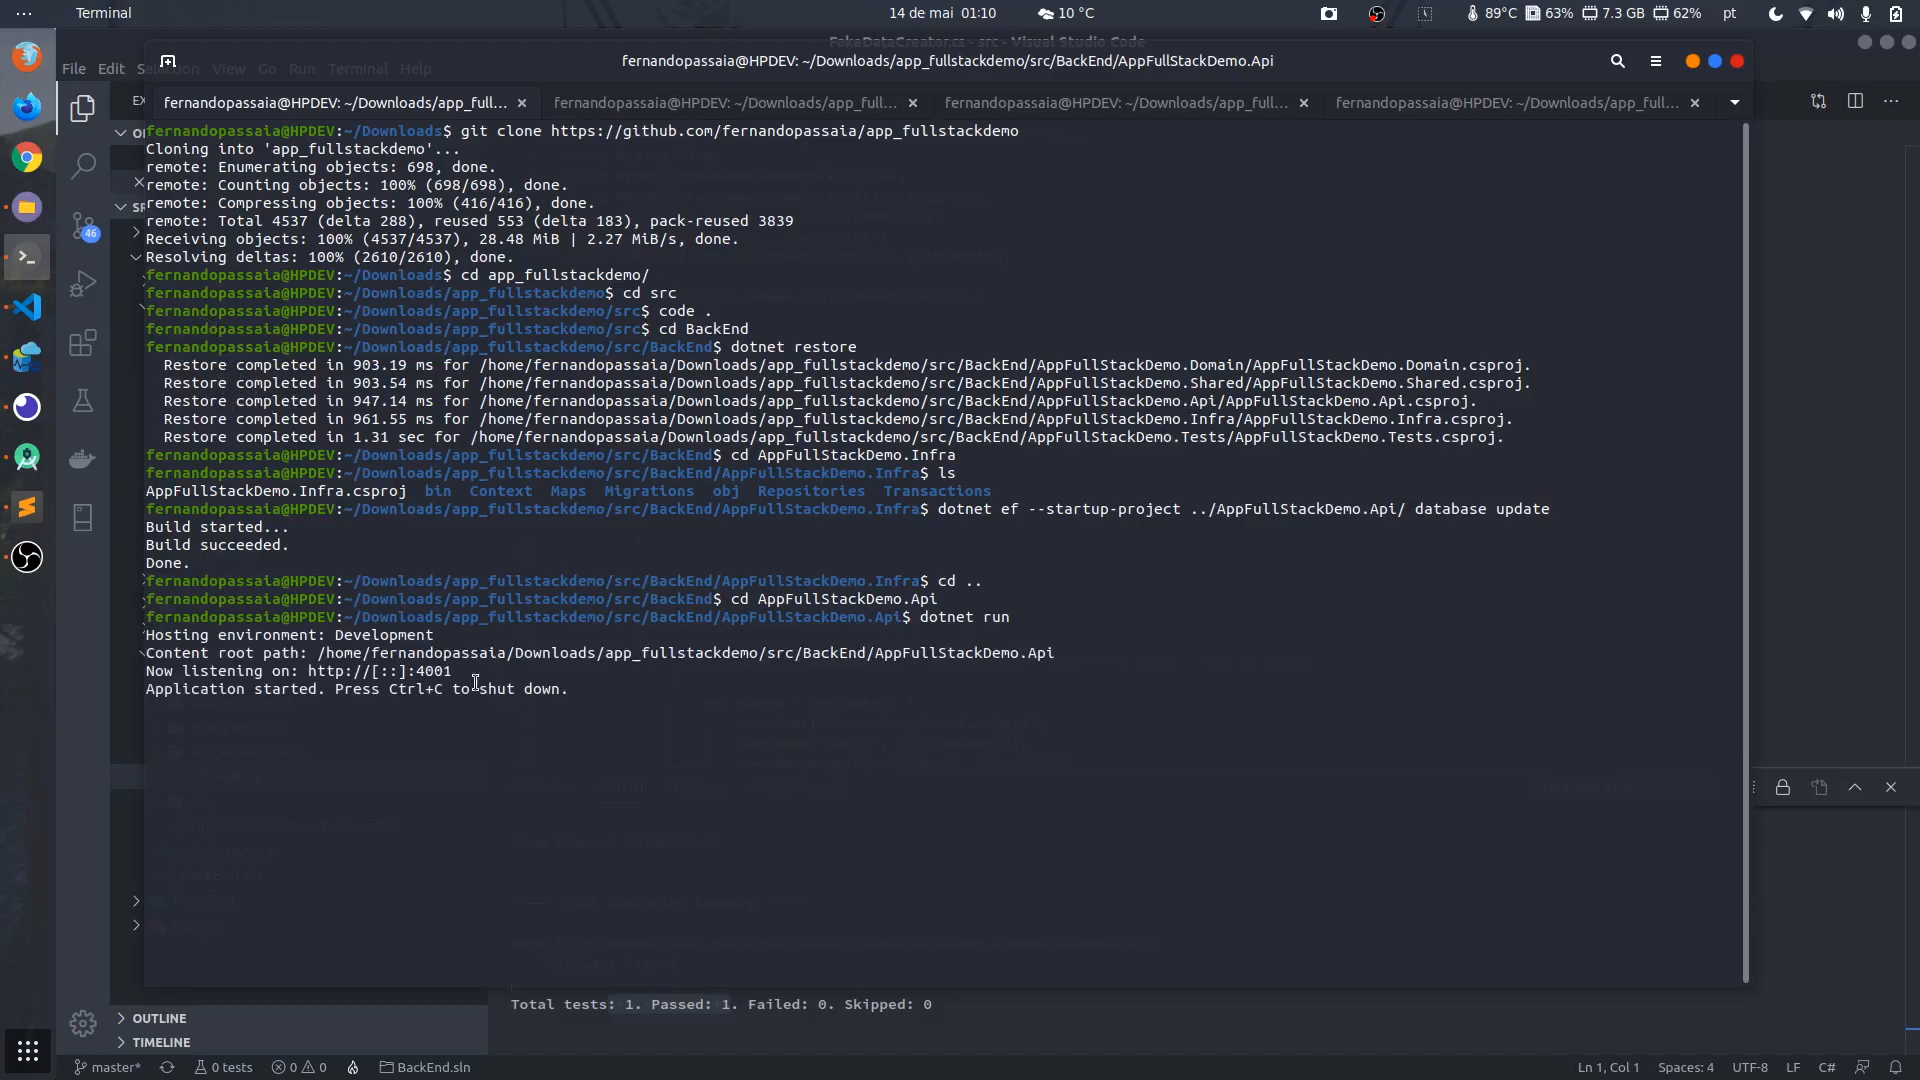 Terminal
14 de mai 01:10
10 °C
89°C 63% 7.3 GB 62% pt
FakeDataCreator.cs - src - Visual Studio Code
fernandopassaia@HPDEV: ~/Downloads/app_fullstackdemo/src/BackEnd/AppFullStackDemo.Api
File Edit Selection View Go Run Terminal Help
fernandopassaia@HPDEV: ~/Downloads/app_full...
fernandopassaia@HPDEV: ~/Downloads/app_full...
fernandopassaia@HPDEV: ~/Downloads/app_full...
fernandopassaia@HPDEV: ~/Downloads/app_full...
fernandopassaia@HPDEV:~/Downloads$ git clone https://github.com/fernandopassaia/app_fullstackdemo
Cloning into 'app_fullstackdemo'...
remote: Enumerating objects: 698, done.
remote: Counting objects: 100% (698/698), done.
remote: Compressing objects: 100% (416/416), done.
remote: Total 4537 (delta 288), reused 553 (delta 183), pack-reused 3839
Receiving objects: 100% (4537/4537), 28.48 MiB | 2.27 MiB/s, done.
Resolving deltas: 100% (2610/2610), done.
fernandopassaia@HPDEV:~/Downloads$ cd app_fullstackdemo/
fernandopassaia@HPDEV:~/Downloads/app_fullstackdemo$ cd src
fernandopassaia@HPDEV:~/Downloads/app_fullstackdemo/src$ code .
fernandopassaia@HPDEV:~/Downloads/app_fullstackdemo/src$ cd BackEnd
fernandopassaia@HPDEV:~/Downloads/app_fullstackdemo/src/BackEnd$ dotnet restore
Restore completed in 903.19 ms for /home/fernandopassaia/Downloads/app_fullstackdemo/src/BackEnd/AppFullStackDemo.Domain/AppFullStackDemo.Domain.csproj.
Restore completed in 903.54 ms for /home/fernandopassaia/Downloads/app_fullstackdemo/src/BackEnd/AppFullStackDemo.Shared/AppFullStackDemo.Shared.csproj.
Restore completed in 947.14 ms for /home/fernandopassaia/Downloads/app_fullstackdemo/src/BackEnd/AppFullStackDemo.Api/AppFullStackDemo.Api.csproj.
Restore completed in 961.55 ms for /home/fernandopassaia/Downloads/app_fullstackdemo/src/BackEnd/AppFullStackDemo.Infra/AppFullStackDemo.Infra.csproj.
Restore completed in 1.31 sec for /home/fernandopassaia/Downloads/app_fullstackdemo/src/BackEnd/AppFullStackDemo.Tests/AppFullStackDemo.Tests.csproj.
fernandopassaia@HPDEV:~/Downloads/app_fullstackdemo/src/BackEnd$ cd AppFullStackDemo.Infra
fernandopassaia@HPDEV:~/Downloads/app_fullstackdemo/src/BackEnd/AppFullStackDemo.Infra$ ls
AppFullStackDemo.Infra.csproj bin Context Maps Migrations obj Repositories Transactions
fernandopassaia@HPDEV:~/Downloads/app_fullstackdemo/src/BackEnd/AppFullStackDemo.Infra$ dotnet ef --startup-project ../AppFullStackDemo.Api/ database update
Build started...
Build succeeded.
Done.
fernandopassaia@HPDEV:~/Downloads/app_fullstackdemo/src/BackEnd/AppFullStackDemo.Infra$ cd ..
fernandopassaia@HPDEV:~/Downloads/app_fullstackdemo/src/BackEnd$ cd AppFullStackDemo.Api
fernandopassaia@HPDEV:~/Downloads/app_fullstackdemo/src/BackEnd/AppFullStackDemo.Api$ dotnet run
Hosting environment: Development
Content root path: /home/fernandopassaia/Downloads/app_fullstackdemo/src/BackEnd/AppFullStackDemo.Api
Now listening on: http://[::]:4001
Application started. Press Ctrl+C to shut down.
46
Total tests: 1. Passed: 1. Failed: 0. Skipped: 0
OUTLINE
TIMELINE
master* 0 tests 0 0 BackEnd.sln
Ln 1, Col 1 Spaces: 4 UTF-8 LF C#